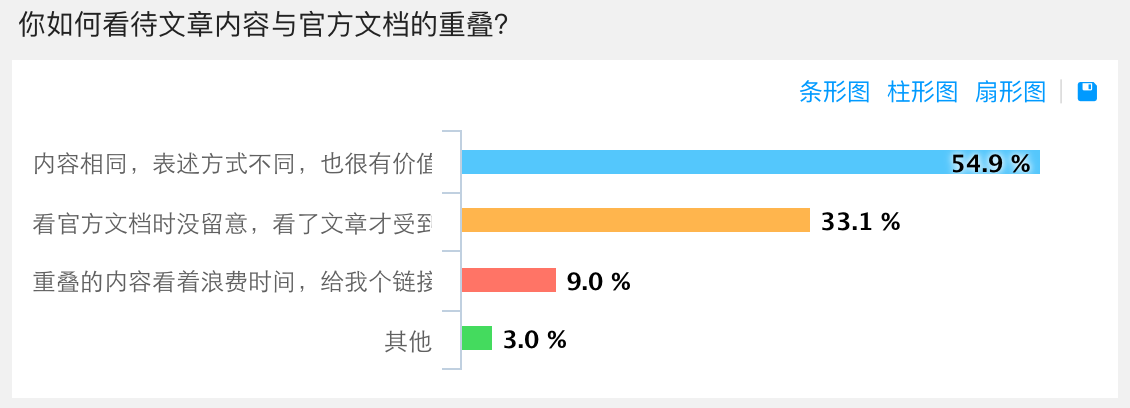 你如何看待文章内容与官方文档的重叠?
条形图 柱形图 扇形图
内容相同，表述方式不同，也很有价值
54.9 %
看官方文档时没留意，看了文章才受到
33.1 %
重叠的内容看着浪费时间，给我个链接
9.0 %
其他
3.0 %